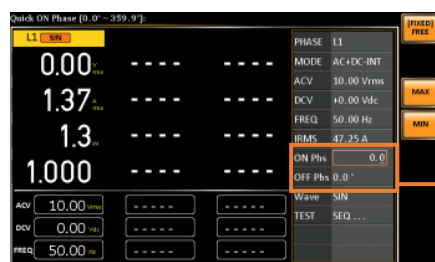 Quick ON Phase [0.0°~359.9°]:
[FIXED]
FREE
L1 SIN
PHASE L1
0.00 V rms - - - - - - - -
MODE AC+DC-INT
ACV 10.00 Vrms
MAX
1.37 A rms - - - - - - - -
DCV +0.00 Vdc
FREQ 50.00 Hz
MIN
1.3 W - - - - - - - -
IRMS 47.25 A
ON Phs 0.0
1.000 - - - - - - - -
OFF Phs 0.0 °
Wave SIN
ACV 10.00 Vrms - - - - - - - - - -
TEST SEQ ...
DCV 0.00 Vdc - - - - - - - - - -
FREQ 50.00 Hz - - - - - - - - - -